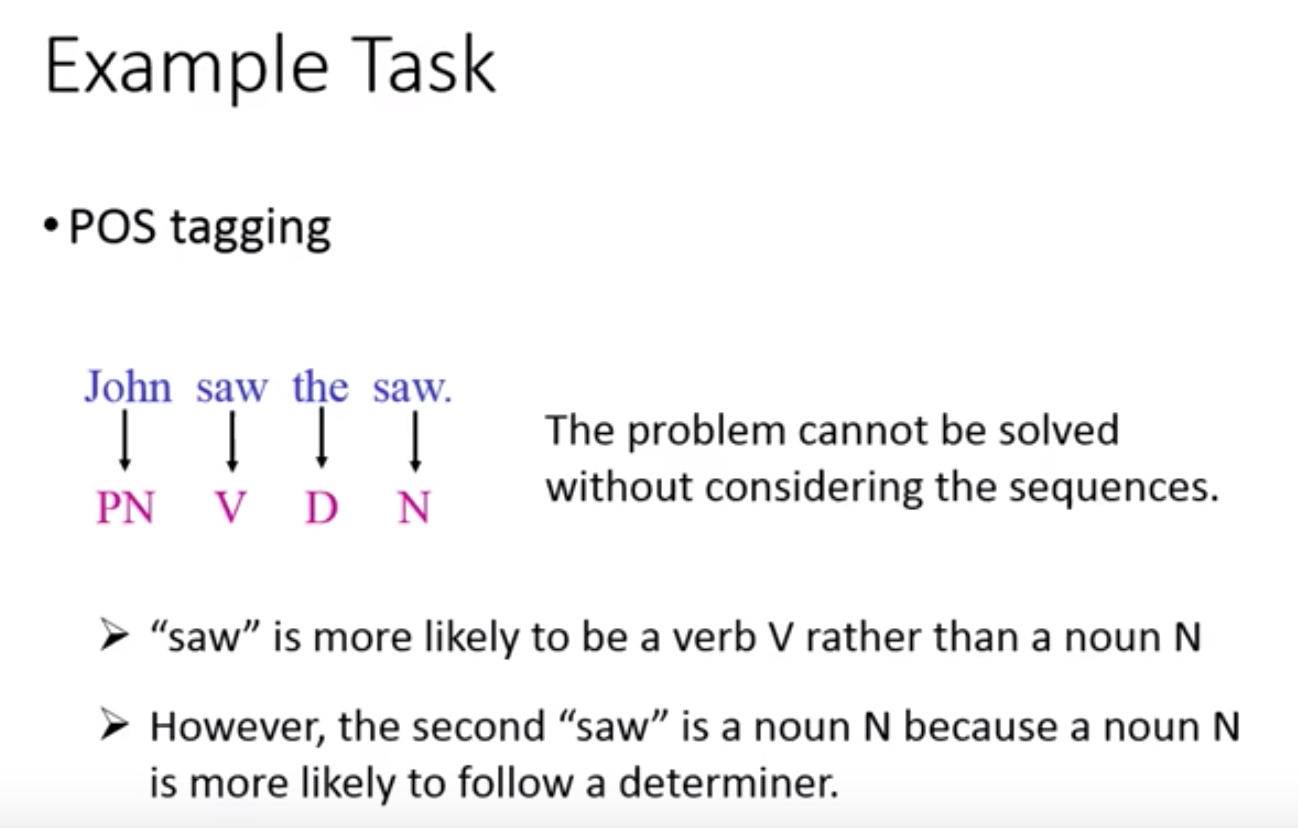 Example Task
• POS tagging
John saw the saw.
PN V D N
The problem cannot be solved
without considering the sequences.
➤ “saw” is more likely to be a verb V rather than a noun N
➤ However, the second “saw” is a noun N because a noun N
is more likely to follow a determiner.